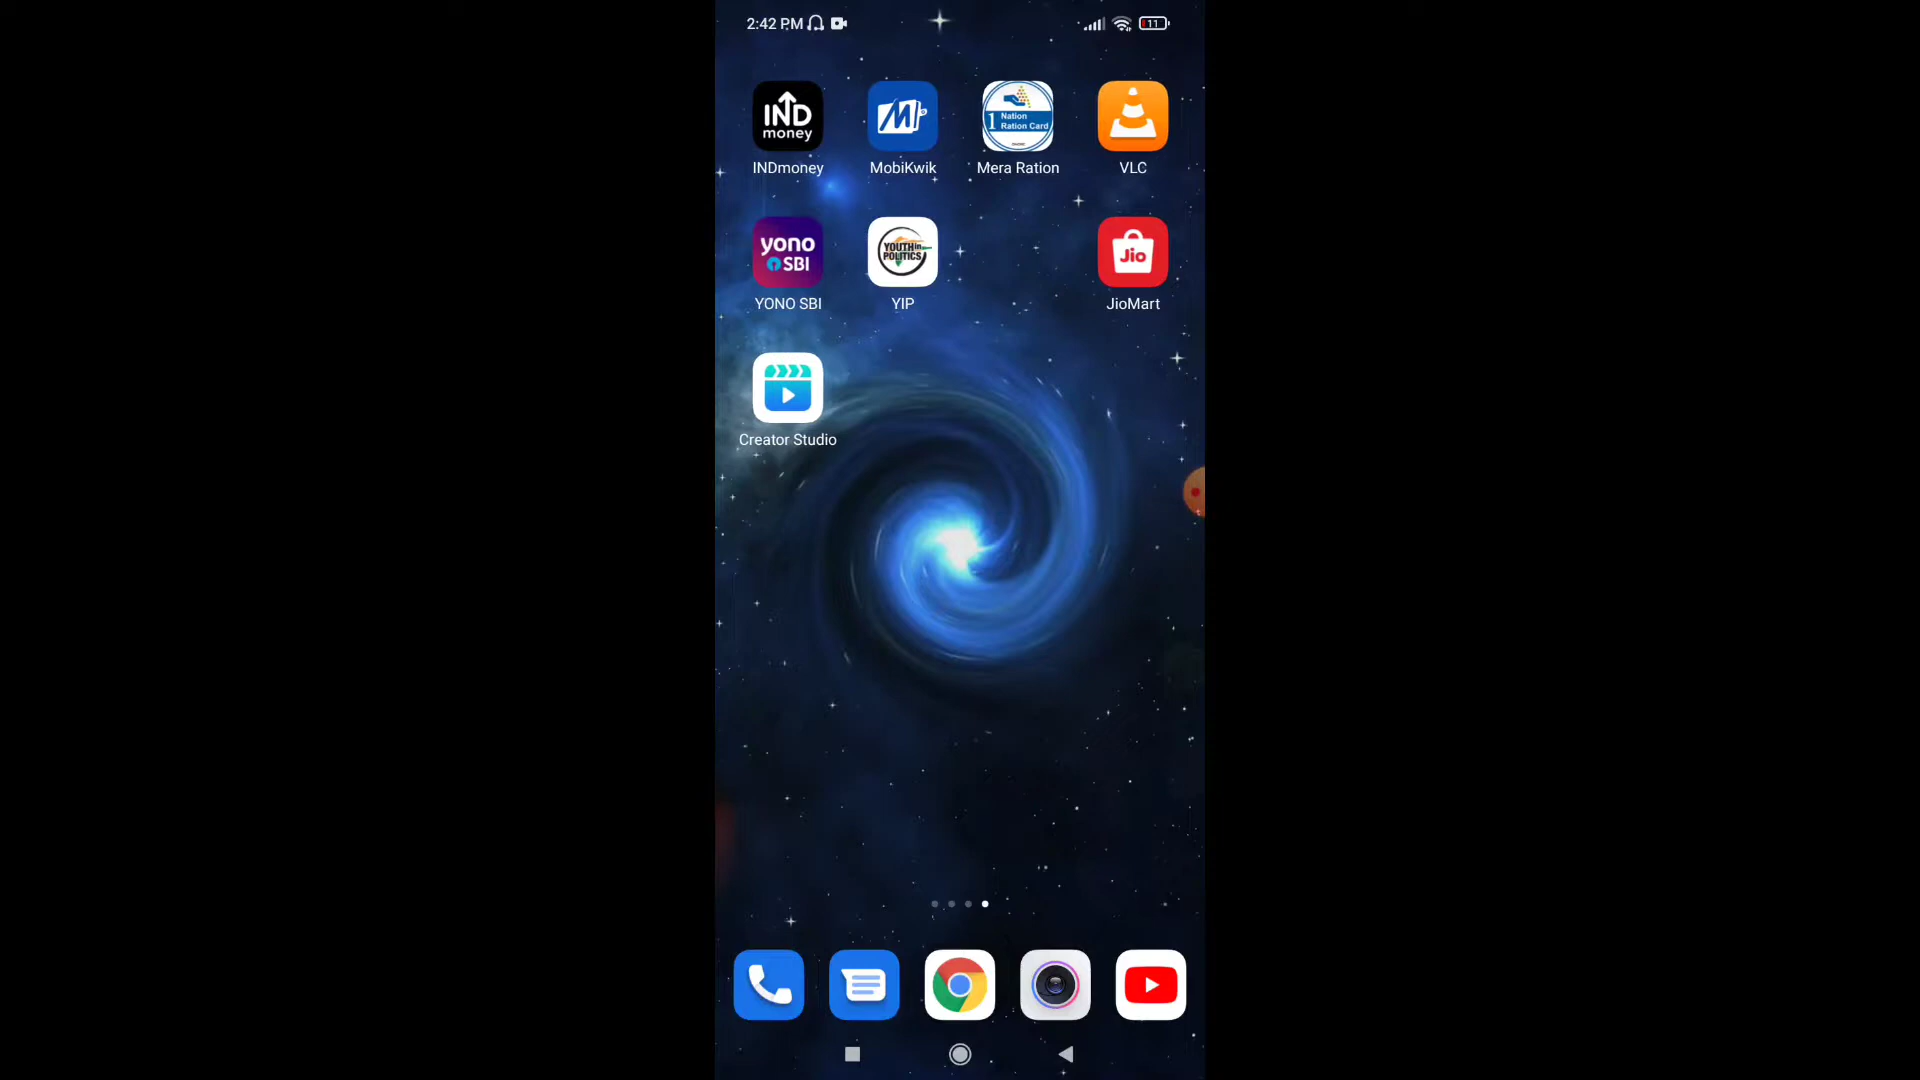 2:42 PM
11
IND
money
M
1 Nation
Ration Card
INDmoney
MobiKwik
Mera Ration
VLC
yono
SBI
YOUTH in
POLITICS
Jio
YONO SBI
YIP
JioMart
Creator Studio